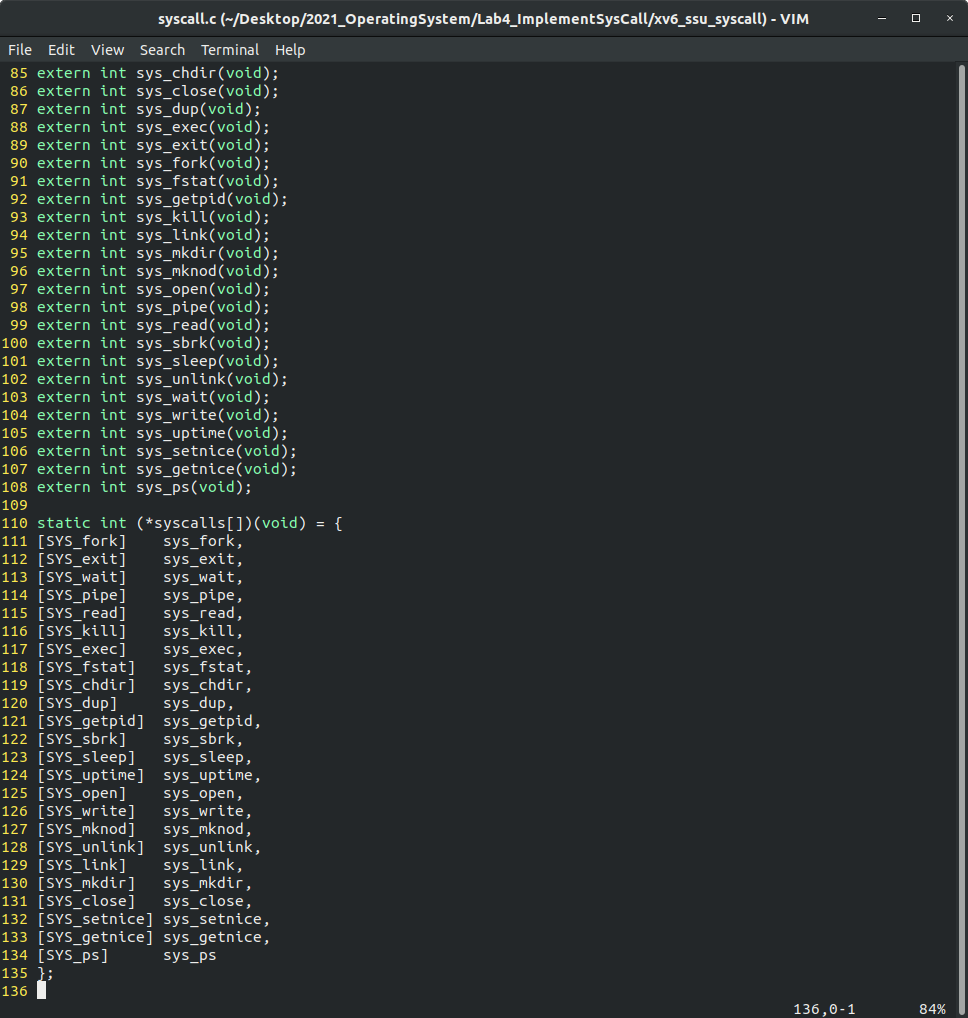 syscall.c (~/Desktop/2021_OperatingSystem/Lab4_ImplementSysCall/xv6_ssu_syscall) - VIM
File Edit View Search Terminal Help
85 extern int sys_chdir(void);
86 extern int sys_close(void);
87 extern int sys_dup(void);
88 extern int sys_exec(void);
89 extern int sys_exit(void);
90 extern int sys_fork(void);
91 extern int sys_fstat(void);
92 extern int sys_getpid(void);
93 extern int sys_kill(void);
94 extern int sys_link(void);
95 extern int sys_mkdir(void);
96 extern int sys_mknod(void);
97 extern int sys_open(void);
98 extern int sys_pipe(void);
99 extern int sys_read(void);
100 extern int sys_sbrk(void);
101 extern int sys_sleep(void);
102 extern int sys_unlink(void);
103 extern int sys_wait(void);
104 extern int sys_write(void);
105 extern int sys_uptime(void);
106 extern int sys_setnice(void);
107 extern int sys_getnice(void);
108 extern int sys_ps(void);
109
110 static int (*syscalls[])(void) = {
111 [SYS_fork]    sys_fork,
112 [SYS_exit]    sys_exit,
113 [SYS_wait]    sys_wait,
114 [SYS_pipe]    sys_pipe,
115 [SYS_read]    sys_read,
116 [SYS_kill]    sys_kill,
117 [SYS_exec]    sys_exec,
118 [SYS_fstat]   sys_fstat,
119 [SYS_chdir]   sys_chdir,
120 [SYS_dup]     sys_dup,
121 [SYS_getpid]  sys_getpid,
122 [SYS_sbrk]    sys_sbrk,
123 [SYS_sleep]   sys_sleep,
124 [SYS_uptime]  sys_uptime,
125 [SYS_open]    sys_open,
126 [SYS_write]   sys_write,
127 [SYS_mknod]   sys_mknod,
128 [SYS_unlink]  sys_unlink,
129 [SYS_link]    sys_link,
130 [SYS_mkdir]   sys_mkdir,
131 [SYS_close]   sys_close,
132 [SYS_setnice] sys_setnice,
133 [SYS_getnice] sys_getnice,
134 [SYS_ps]      sys_ps
135 };
136
136,0-1 84%